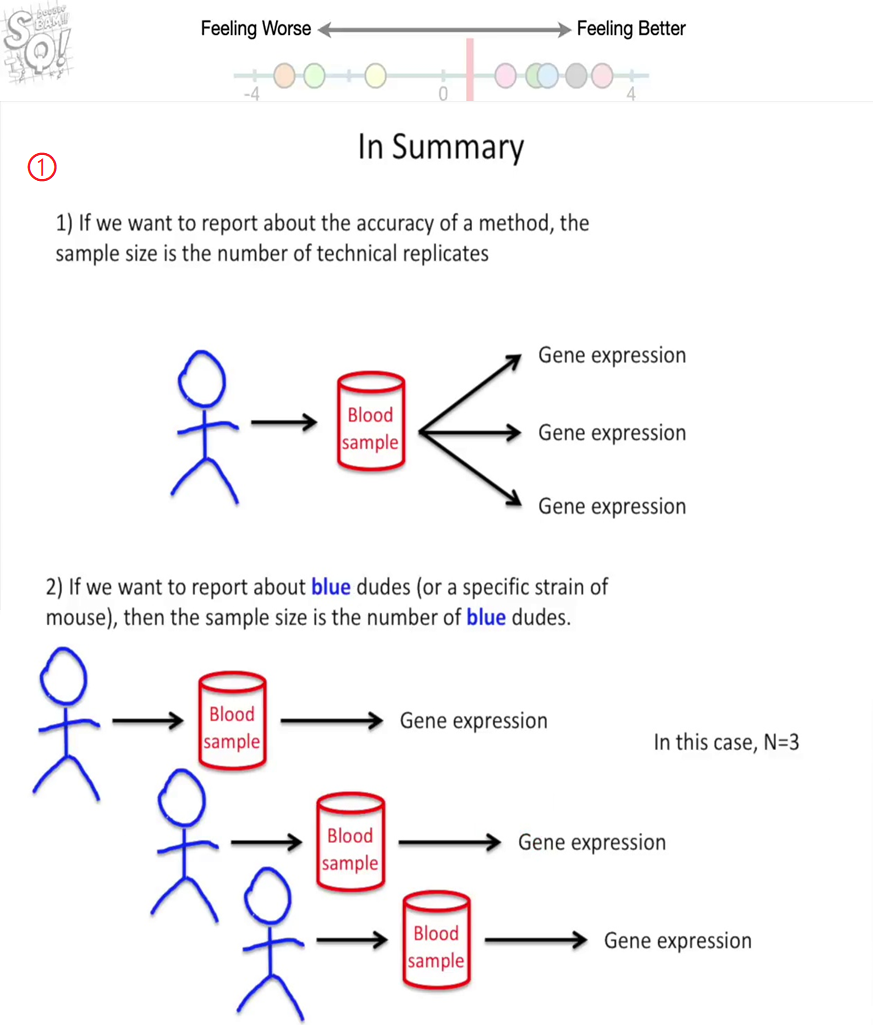 SQ!
Feeling Worse
Feeling Better
-4
0
4
In Summary
①
1) If we want to report about the accuracy of a method, the
sample size is the number of technical replicates
Gene expression
Blood
sample
Gene expression
Gene expression
2) If we want to report about blue dudes (or a specific strain of
mouse), then the sample size is the number of blue dudes.
Blood
sample
Gene expression
In this case, N=3
Blood
sample
Gene expression
Blood
sample
Gene expression